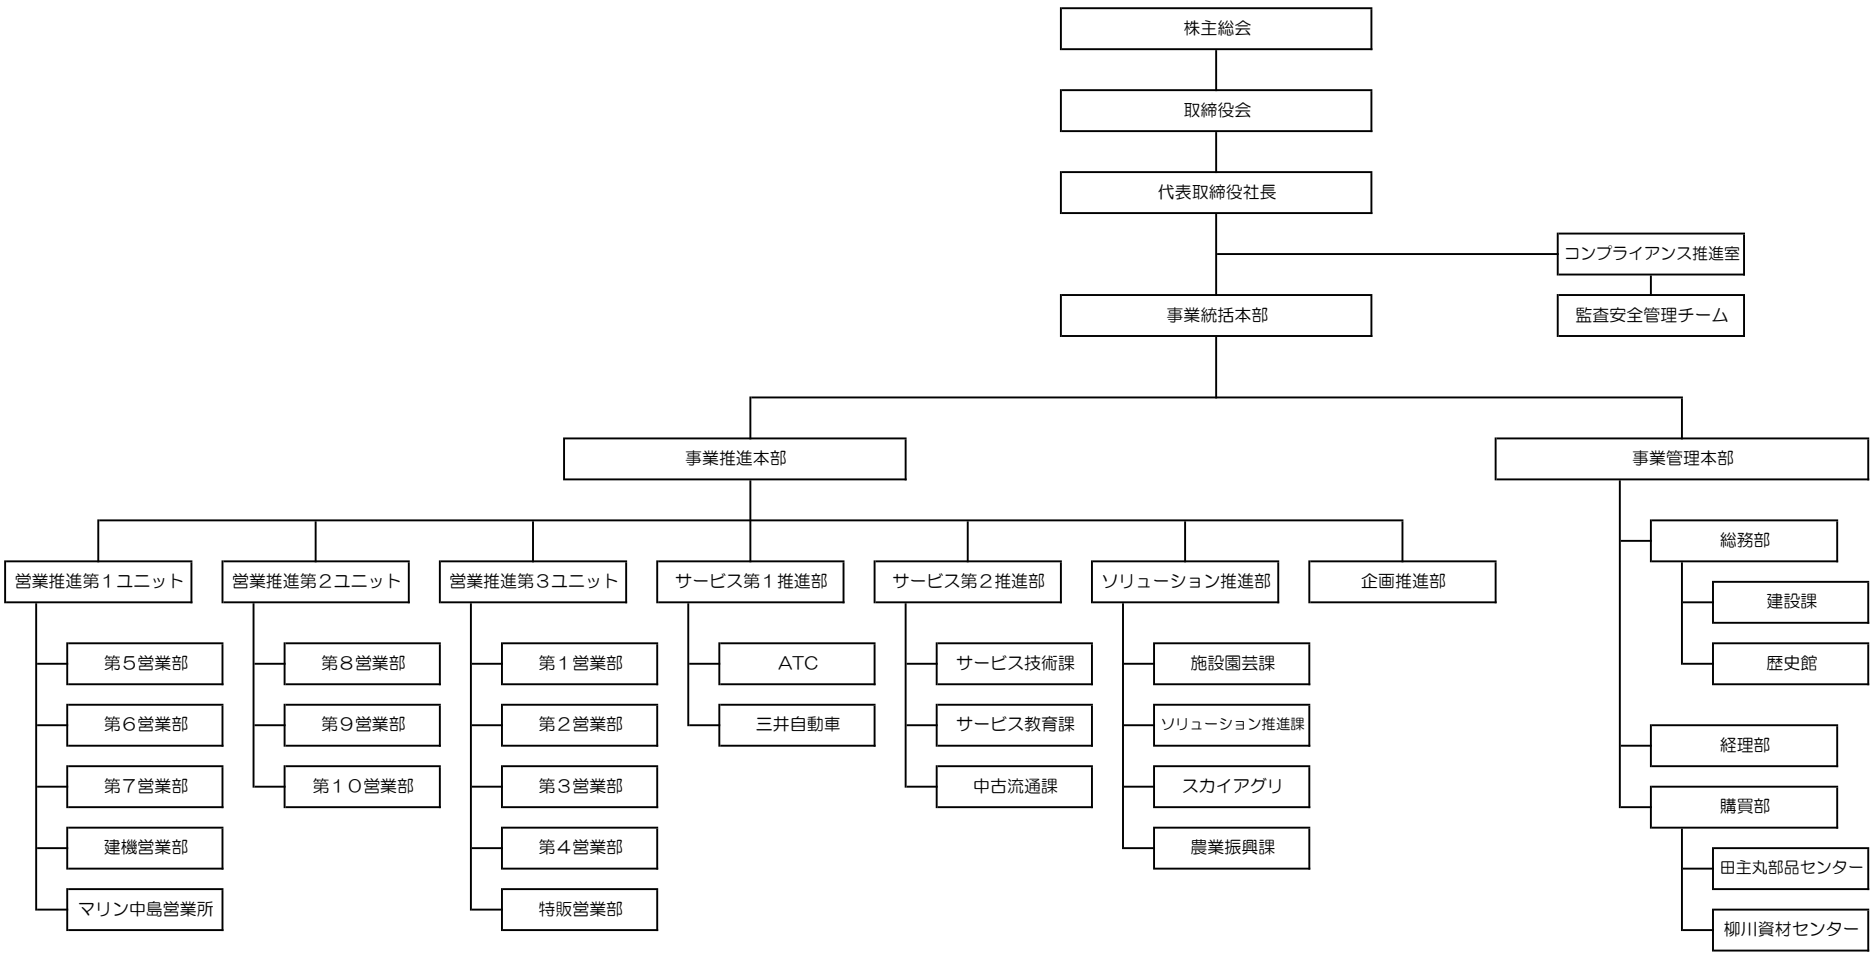 株主総会
取締役会
代表取締役社長
コンプライアンス推進室
事業統括本部
監査安全管理チーム
事業推進本部
事業管理本部
営業推進第１ユニット
第５営業部
第６営業部
第７営業部
建機営業部
マリン中島営業所
営業推進第２ユニット
第８営業部
第９営業部
第１０営業部
営業推進第３ユニット
第１営業部
第２営業部
第３営業部
第４営業部
特販営業部
サービス第１推進部
ATC
三井自動車
サービス第２推進部
サービス技術課
サービス教育課
中古流通課
ソリューション推進部
施設園芸課
ソリューション推進課
スカイアグリ
農業振興課
企画推進部
総務部
建設課
歴史館
経理部
購買部
田主丸部品センター
柳川資材センター